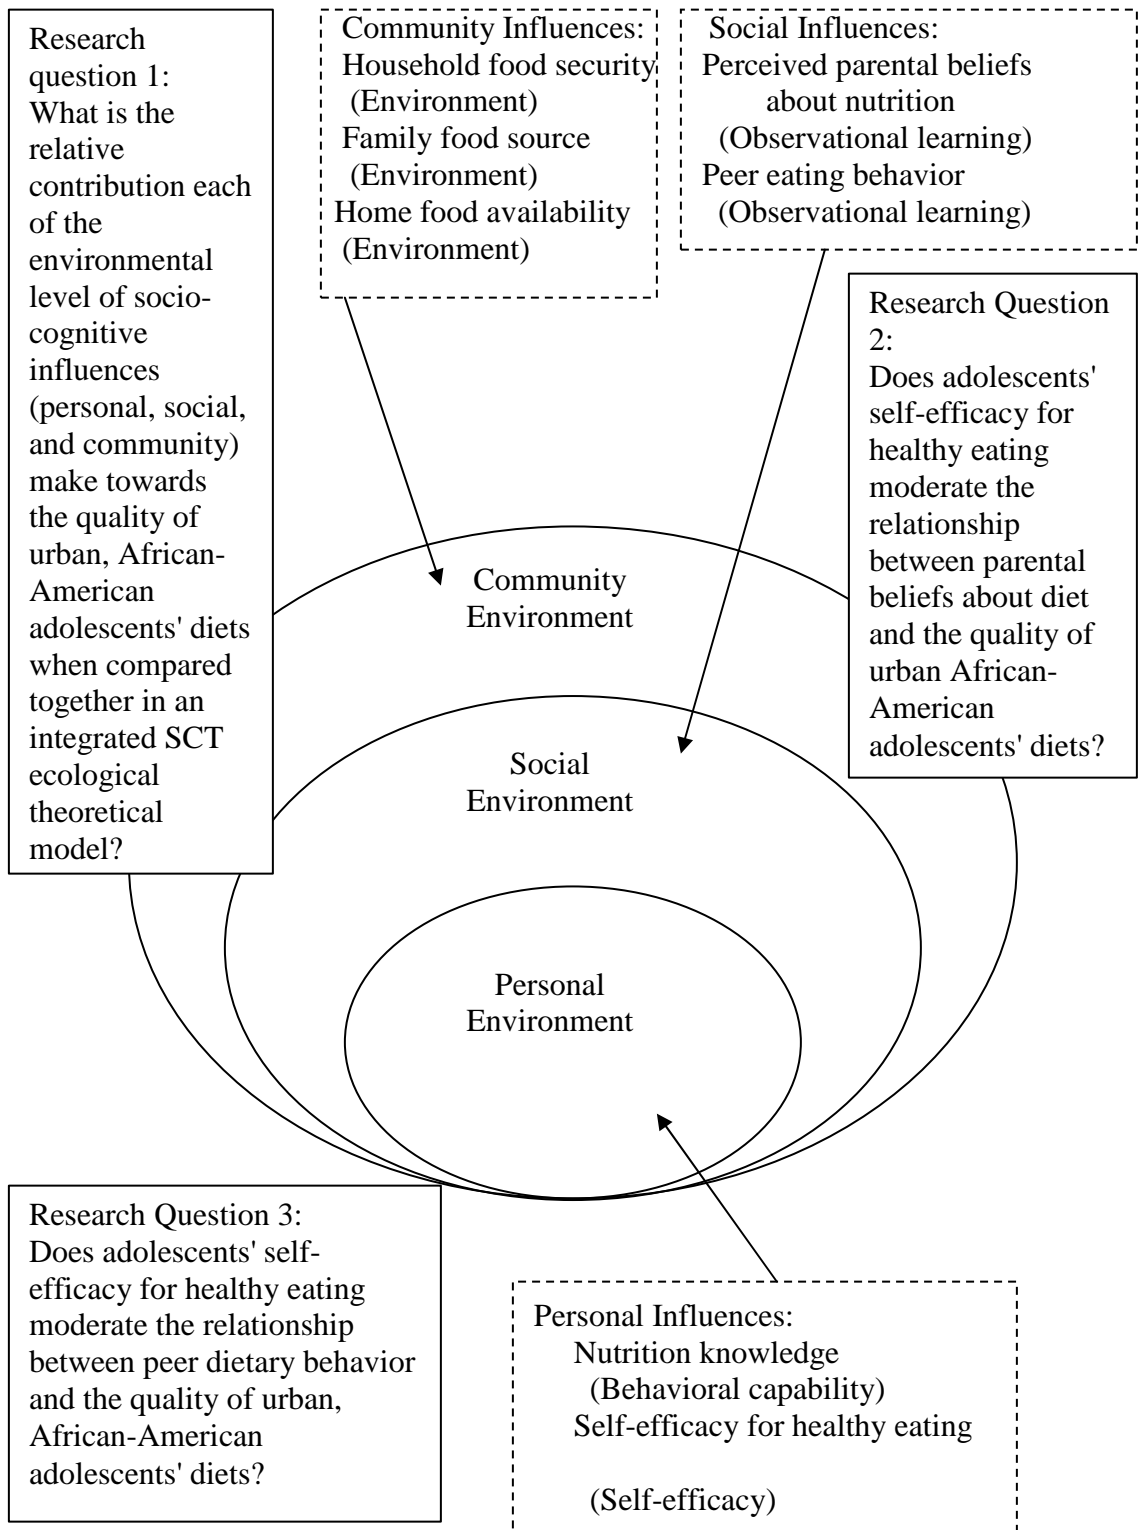 Research
question 1:
What is the
relative
contribution each
of the
environmental
level of socio-
cognitive
influences
(personal, social,
and community)
make towards
the quality of
urban, African-
American
adolescents' diets
when compared
together in an
integrated SCT
ecological
theoretical
model?
Community Influences:
Household food security
(Environment)
Family food source
(Environment)
Home food availability
(Environment)
Social Influences:
Perceived parental beliefs
about nutrition
(Observational learning)
Peer eating behavior
(Observational learning)
Research Question
2:
Does adolescents'
self-efficacy for
healthy eating
moderate the
relationship
between parental
beliefs about diet
and the quality of
urban African-
American
adolescents' diets?
Community
Environment
Social
Environment
Personal
Environment
Research Question 3:
Does adolescents' self-
efficacy for healthy eating
moderate the relationship
between peer dietary behavior
and the quality of urban,
African-American
adolescents' diets?
Personal Influences:
Nutrition knowledge
(Behavioral capability)
Self-efficacy for healthy eating
(Self-efficacy)